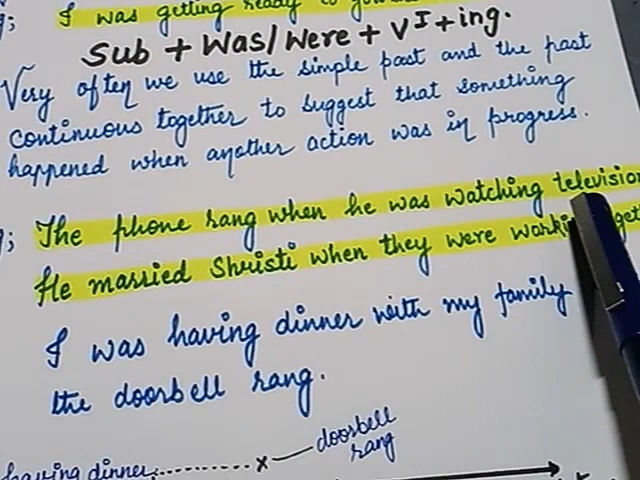 I was getting ready to
Sub + Was/Were + V I + ing.
Very often we use the simple past and the past
continuous together to suggest that something
happened when another action was in progress.
The phone rang when he was watching television
He married Shristi when they were
I was having dinner with my family
the doorbell rang.
doorbell
rang
having dinner
x